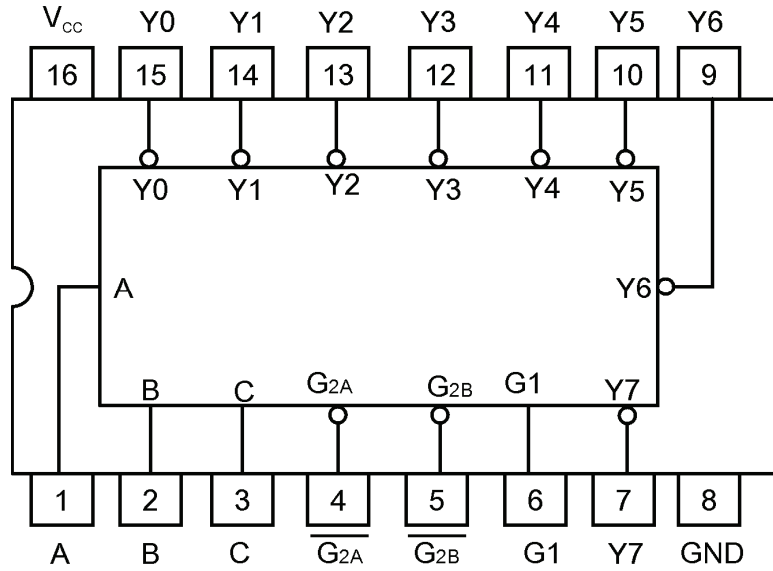 VCC Y0 Y1 Y2 Y3 Y4 Y5 Y6
16 15 14 13 12 11 10 9
Y0 Y1 Y2 Y3 Y4 Y5
A Y6
B C G2A G2B G1 Y7
1 2 3 4 5 6 7 8
A B C G2A G2B G1 Y7 GND